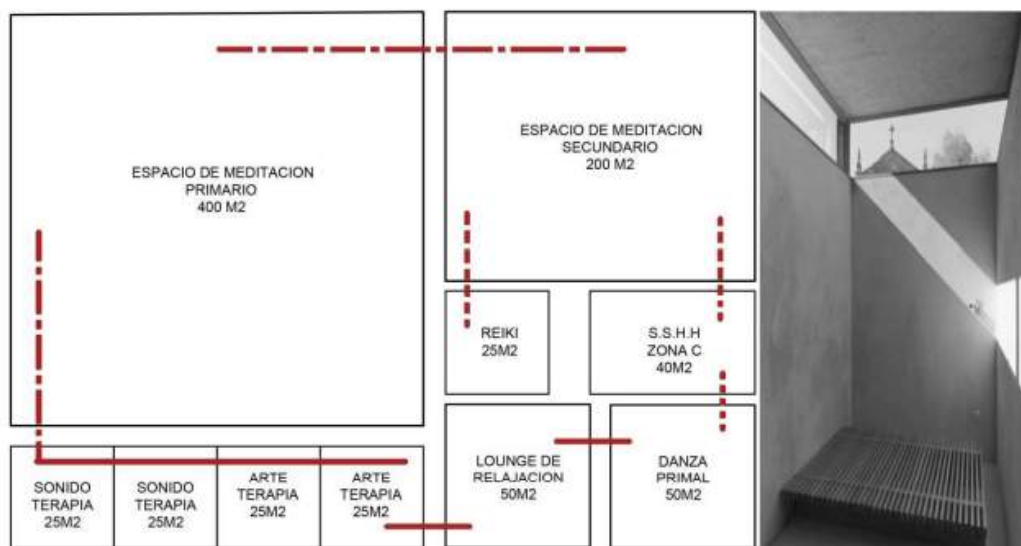 ESPACIO DE MEDITACION
PRIMARIO
400 M2
ESPACIO DE MEDITACION
SECUNDARIO
200 M2
REIKI
25M2
S.S.H.H
ZONA C
40M2
SONIDO
TERAPIA
25M2
SONIDO
TERAPIA
25M2
ARTE
TERAPIA
25M2
ARTE
TERAPIA
25M2
LOUNGE DE
RELAJACION
50M2
DANZA
PRIMAL
50M2